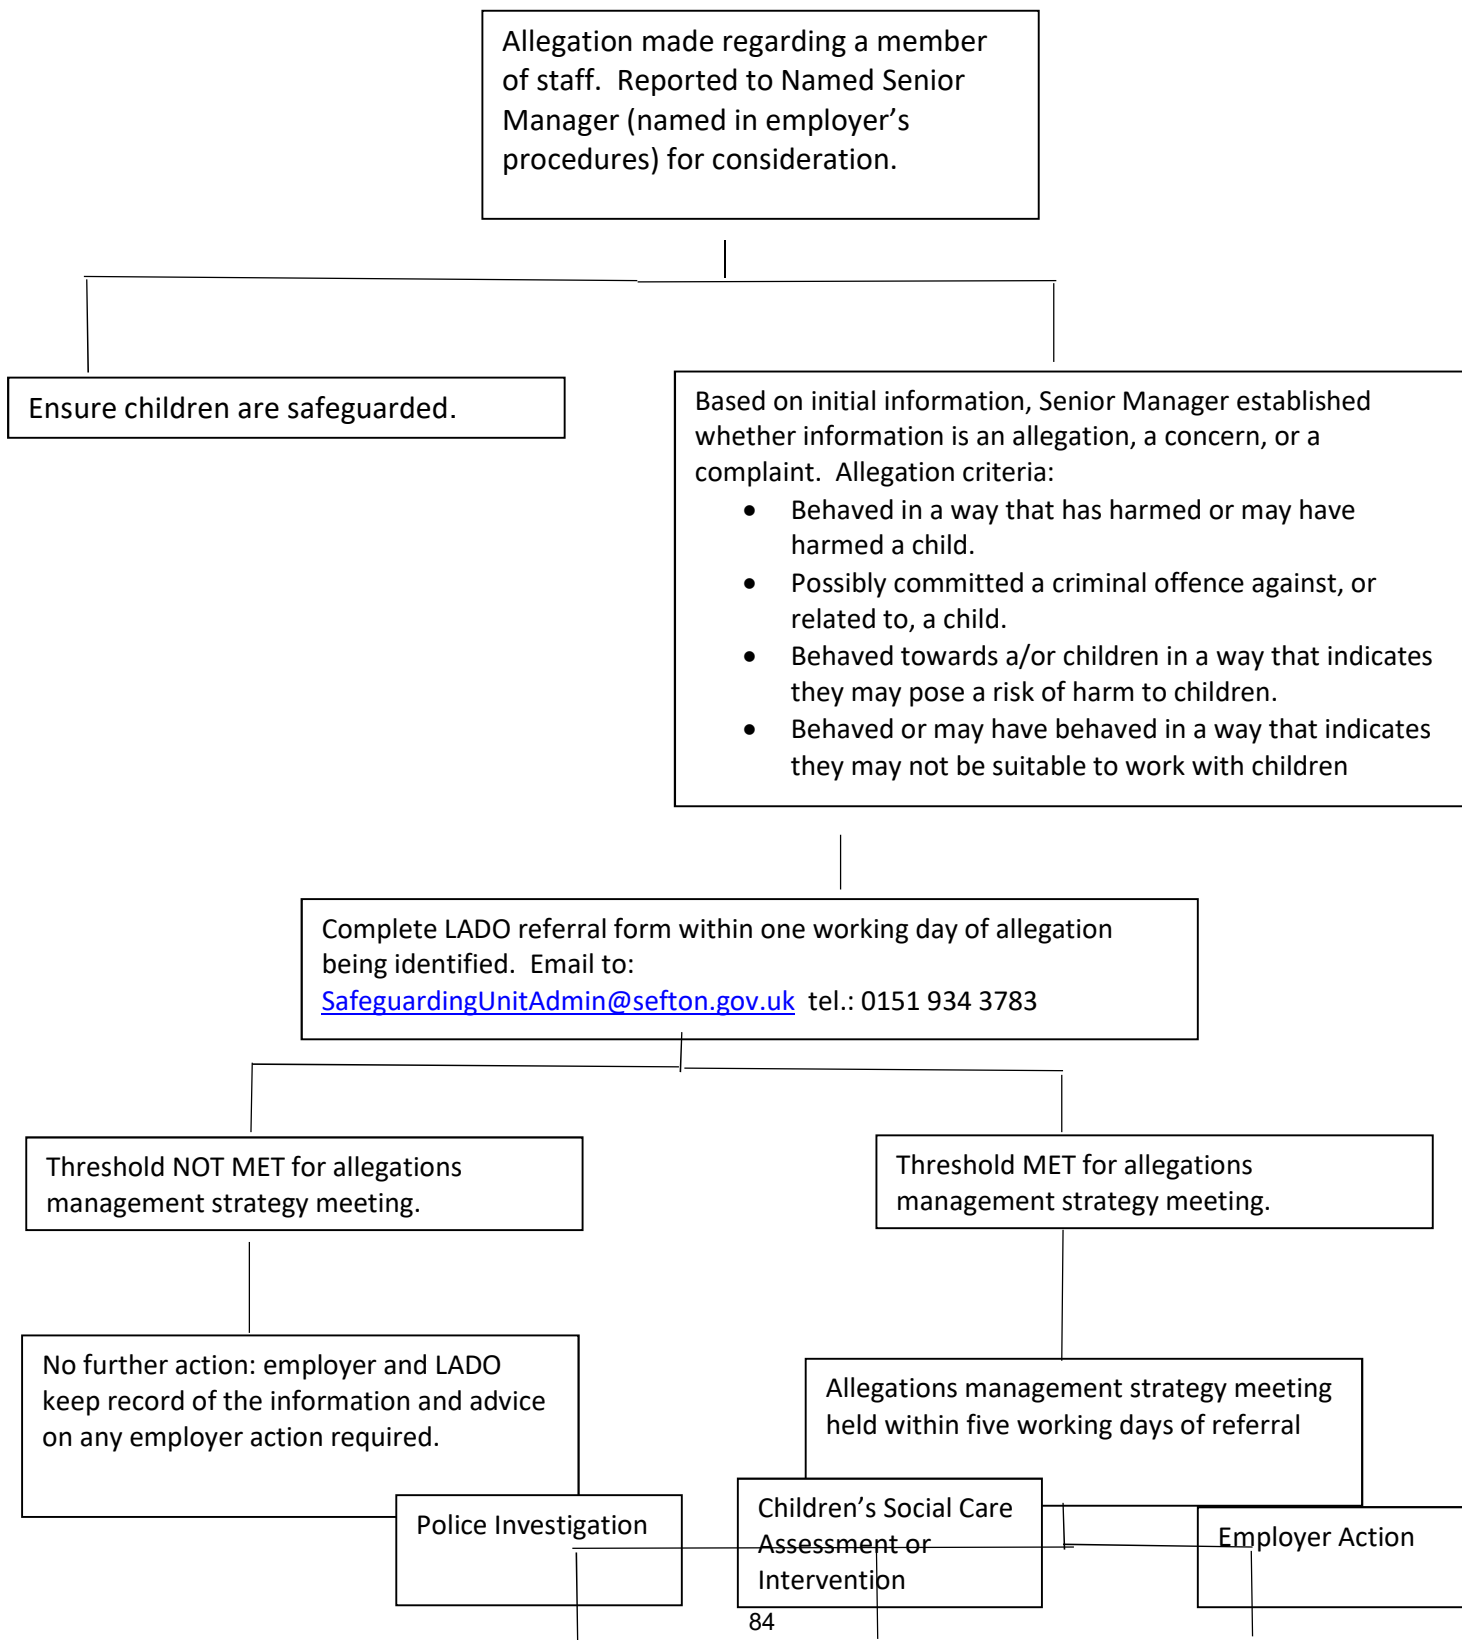 Allegation made regarding a member
of staff.  Reported to Named Senior
Manager (named in employer’s
procedures) for consideration.
Ensure children are safeguarded.
Based on initial information, Senior Manager established
whether information is an allegation, a concern, or a
complaint.  Allegation criteria:
• Behaved in a way that has harmed or may have
harmed a child.
• Possibly committed a criminal offence against, or
related to, a child.
• Behaved towards a/or children in a way that indicates
they may pose a risk of harm to children.
• Behaved or may have behaved in a way that indicates
they may not be suitable to work with children
Complete LADO referral form within one working day of allegation
being identified.  Email to:
SafeguardingUnitAdmin@sefton.gov.uk  tel.: 0151 934 3783
Threshold NOT MET for allegations
management strategy meeting.
Threshold MET for allegations
management strategy meeting.
No further action: employer and LADO
keep record of the information and advice
on any employer action required.
Allegations management strategy meeting
held within five working days of referral
Police Investigation
Children’s Social Care
Assessment or
Intervention
Employer Action
84